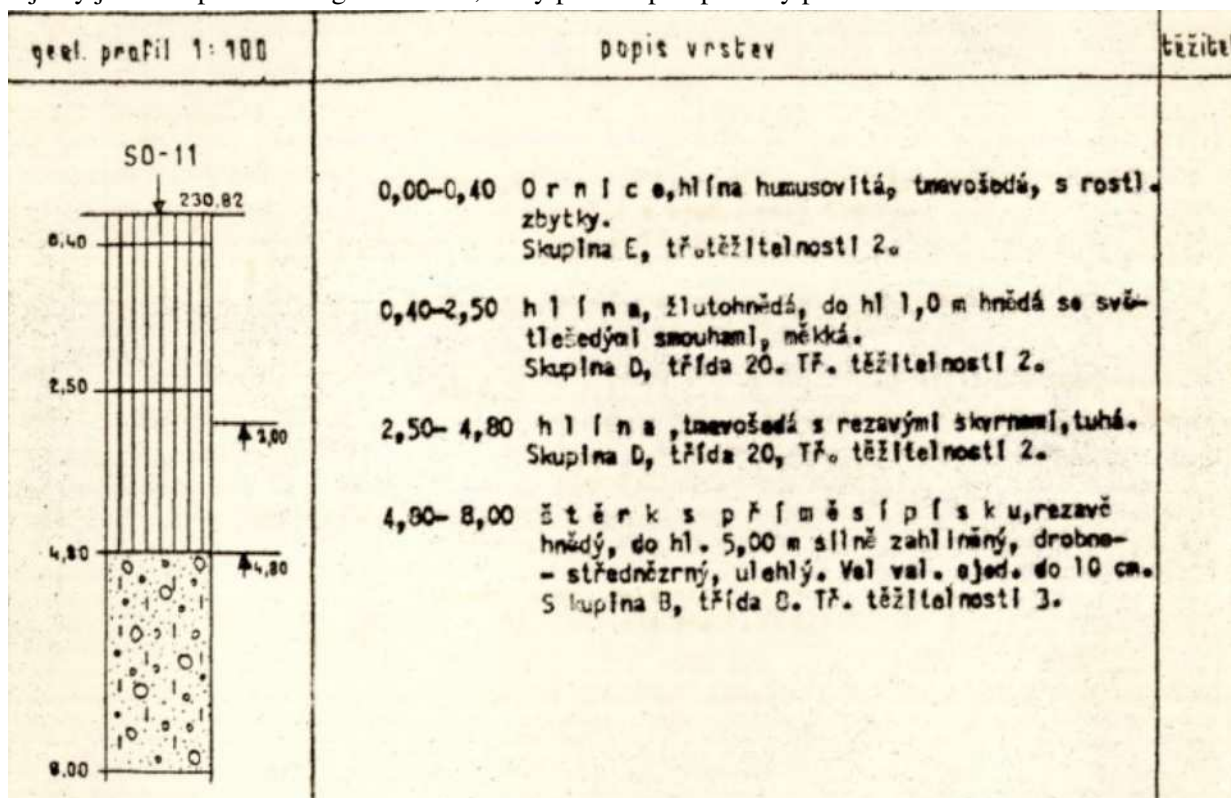 geol. profil 1:100
popis vrstev
těžitel
SO-11
230.82
0,40
2,50
3,00
4,80
4,80
8.00
0,00-0,40 O r n i c e, hlína humusovitá, tmavošedá, s rostl.
zbytky.
Skupina E, tř.těžitelnosti 2.
0,40-2,50 h l í n a, žlutohnědá, do hl 1,0 m hnědá se svě-
tlešedými smouhami, měkká.
Skupina D, třída 20. Tř. těžitelnosti 2.
2,50- 4,80 h l í n a ,tmavošedá s rezavými skvrnami,tuhá.
Skupina D, třída 20, Tř. těžitelnosti 2.
4,80- 8,00 š t ě r k s p ř í m ě s í p í s k u,rezavě
hnědý, do hl. 5,00 m silně zahliněný, drobno-
- střednězrný, ulehlý. Vel val. ojed. do 10 cm.
S kupina B, třída 8. Tř. těžitelnosti 3.